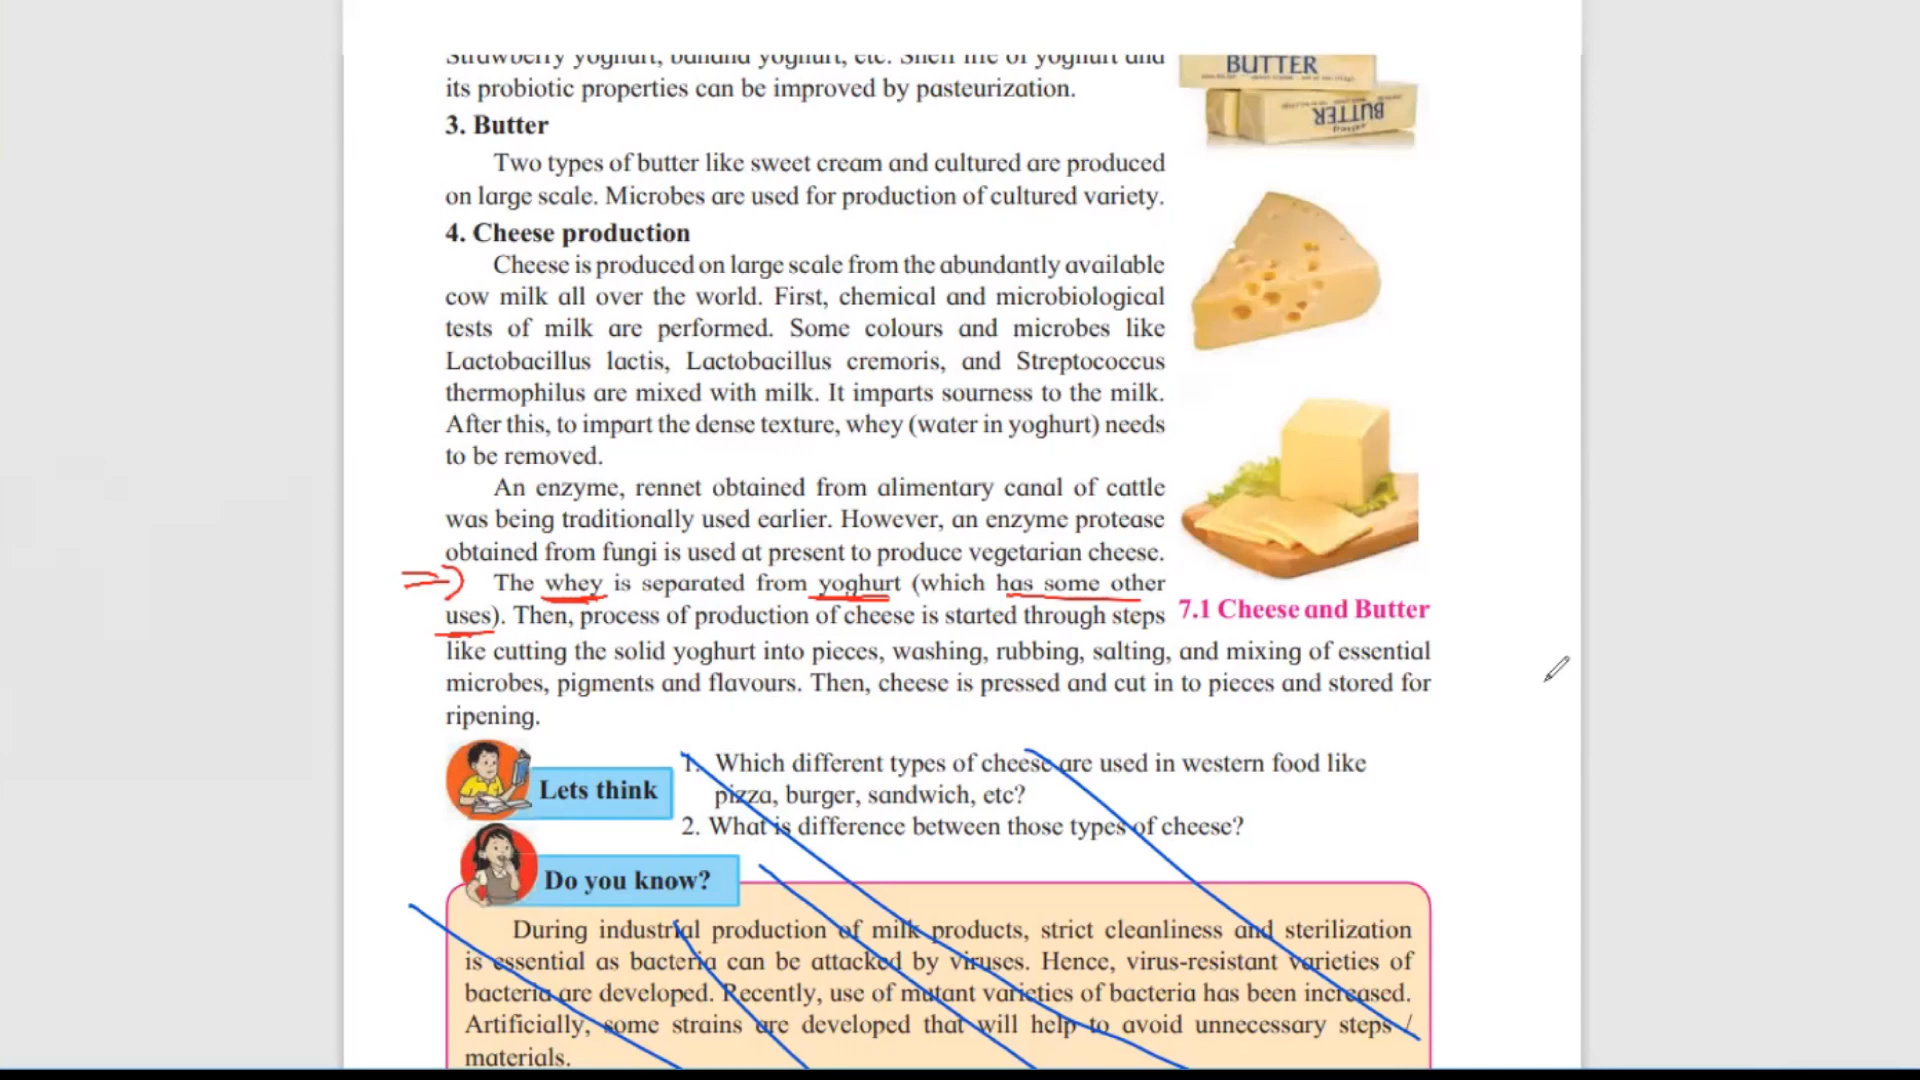 Strawberry yoghurt, banana yoghurt, etc. Shelf life of yoghurt and
its probiotic properties can be improved by pasteurization.
3. Butter
Two types of butter like sweet cream and cultured are produced
on large scale. Microbes are used for production of cultured variety.
4. Cheese production
Cheese is produced on large scale from the abundantly available
cow milk all over the world. First, chemical and microbiological
tests of milk are performed. Some colours and microbes like
Lactobacillus lactis, Lactobacillus cremoris, and Streptococcus
thermophilus are mixed with milk. It imparts sourness to the milk.
After this, to impart the dense texture, whey (water in yoghurt) needs
to be removed.
An enzyme, rennet obtained from alimentary canal of cattle
was being traditionally used earlier. However, an enzyme protease
obtained from fungi is used at present to produce vegetarian cheese.
The whey is separated from yoghurt (which has some other
uses). Then, process of production of cheese is started through steps
like cutting the solid yoghurt into pieces, washing, rubbing, salting, and mixing of essential
microbes, pigments and flavours. Then, cheese is pressed and cut in to pieces and stored for
ripening.
BUTTER
BUTTER
7.1 Cheese and Butter
Lets think
1. Which different types of cheese are used in western food like
pizza, burger, sandwich, etc?
2. What is difference between those types of cheese?
Do you know?
During industrial production of milk products, strict cleanliness and sterilization
is essential as bacteria can be attacked by viruses. Hence, virus-resistant varieties of
bacteria are developed. Recently, use of mutant varieties of bacteria has been increased.
Artificially, some strains are developed that will help to avoid unnecessary steps /
materials.